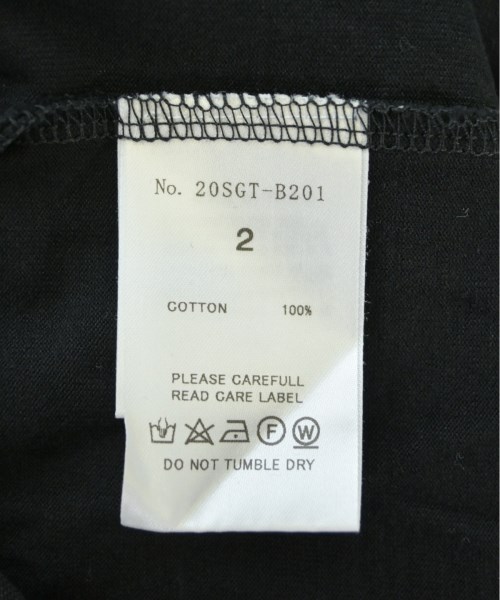 No. 20SGT-B201
2
COTTON 100%
PLEASE CAREFULL
READ CARE LABEL
F W
DO NOT TUMBLE DRY